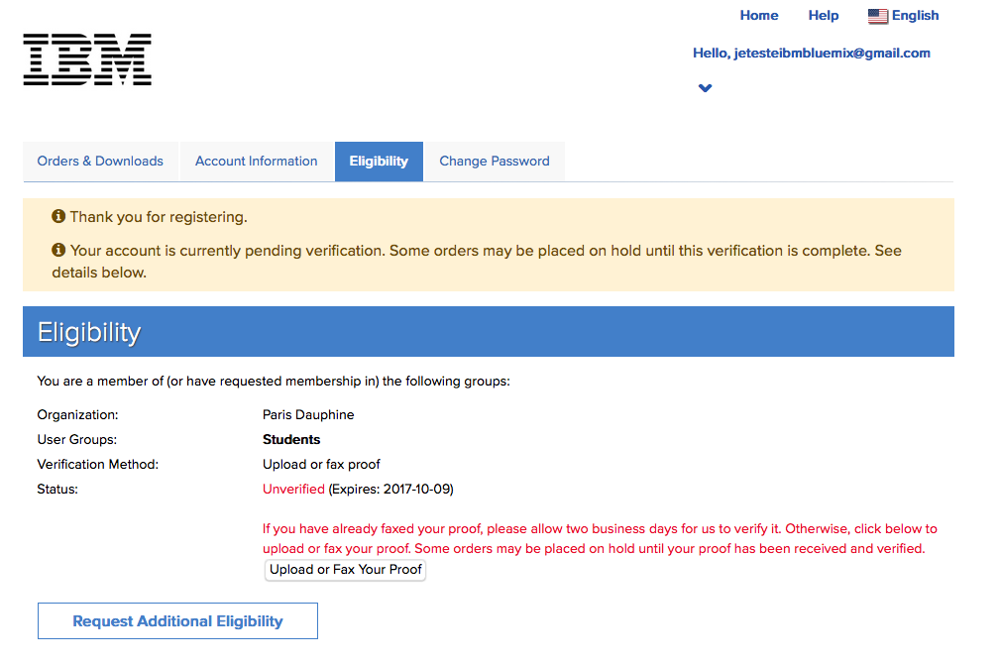 Home Help English
IBM
Hello, jetesteibmbluemix@gmail.com
Orders & Downloads Account Information Eligibility Change Password
Thank you for registering.
Your account is currently pending verification. Some orders may be placed on hold until this verification is complete. See
details below.
Eligibility
You are a member of (or have requested membership in) the following groups:
Organization: Paris Dauphine
User Groups: Students
Verification Method: Upload or fax proof
Status: Unverified (Expires: 2017-10-09)
If you have already faxed your proof, please allow two business days for us to verify it. Otherwise, click below to
upload or fax your proof. Some orders may be placed on hold until your proof has been received and verified.
Upload or Fax Your Proof
Request Additional Eligibility